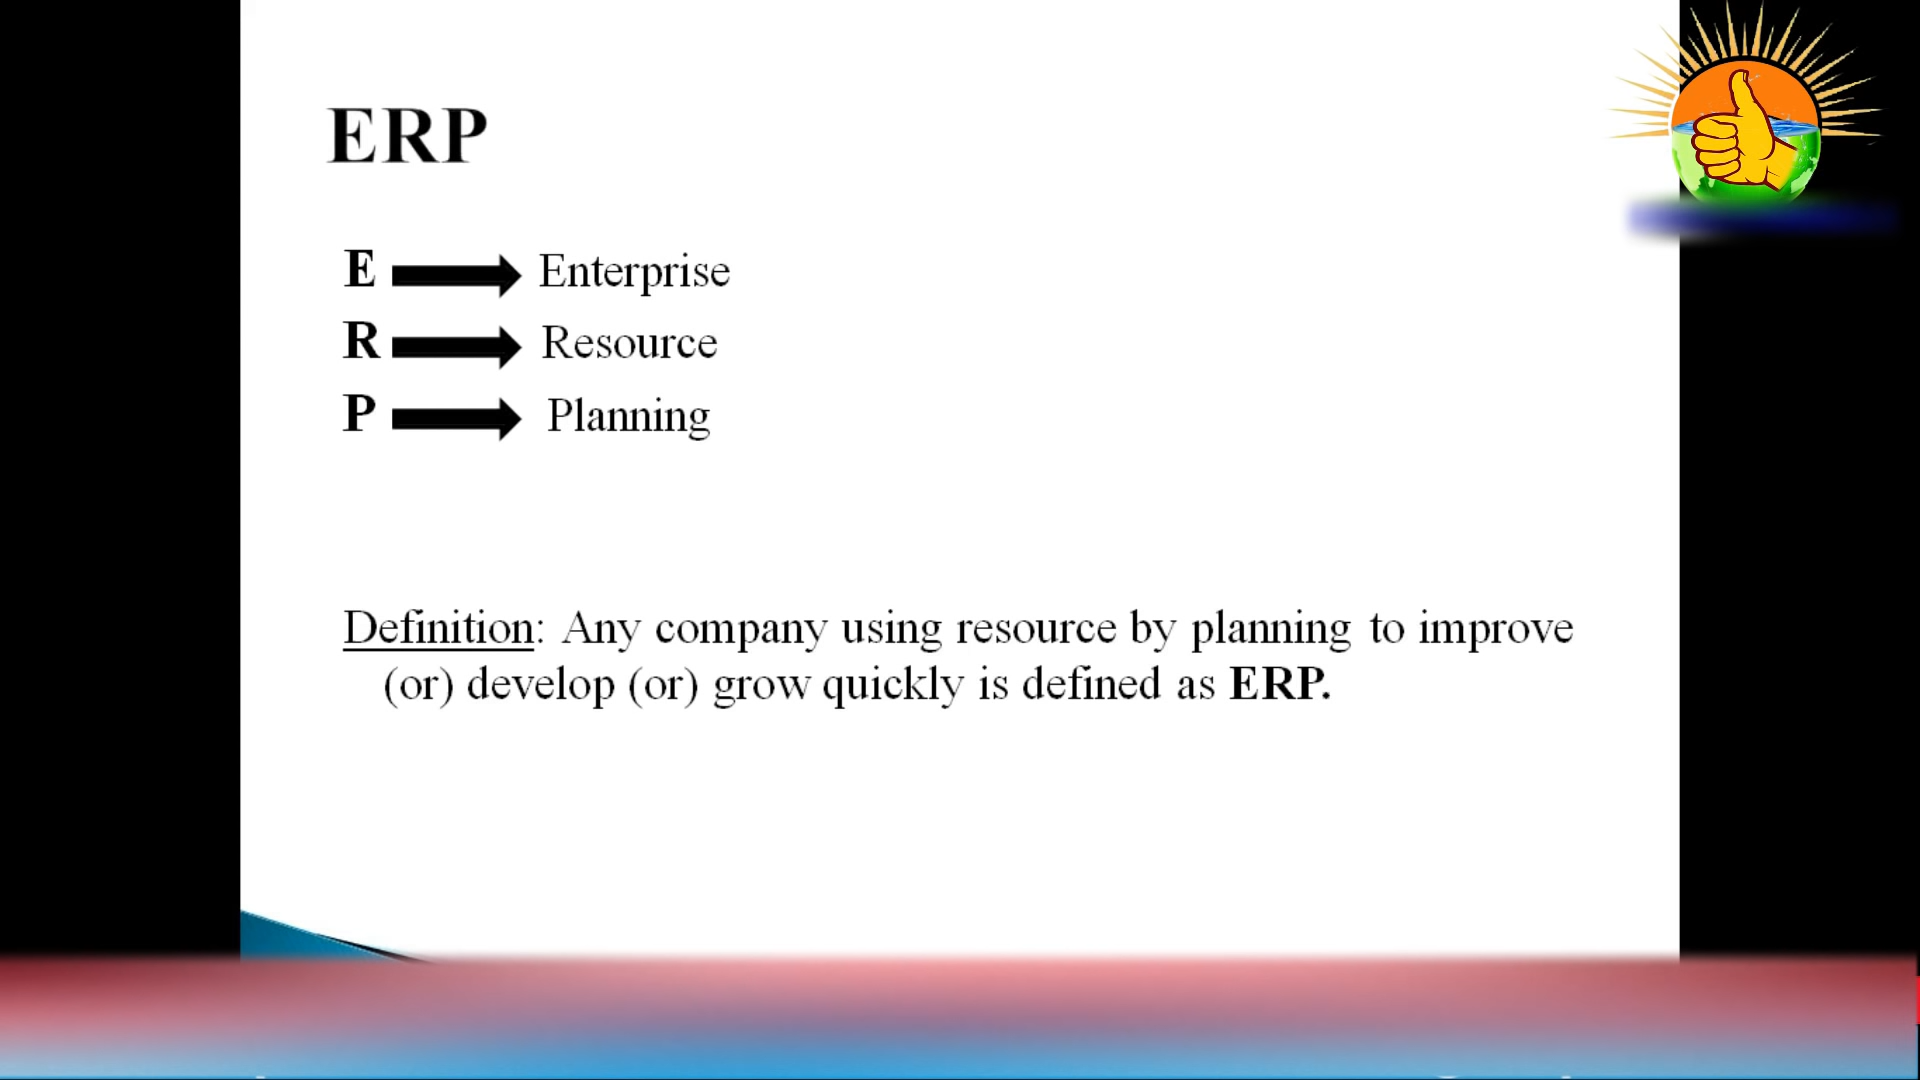 ERP
E Enterprise
R Resource
P Planning
Definition: Any company using resource by planning to improve
(or) develop (or) grow quickly is defined as ERP.